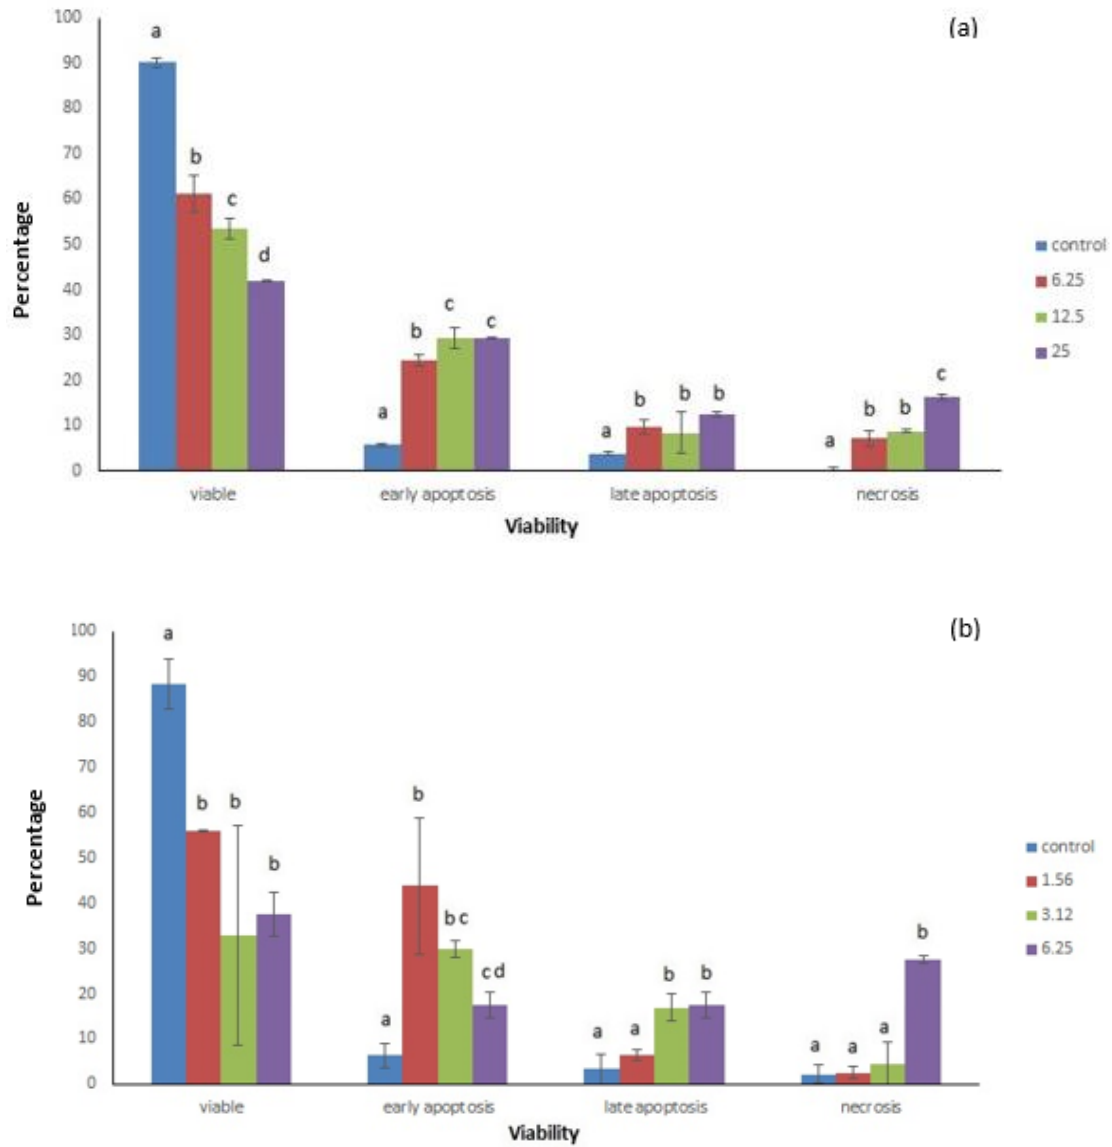 (a)
100
90
80
70
60
50
40
30
20
10
0
Percentage
a
b
c
d
a
b
c
c
a
b
b
b
a
b
b
c
viable
early apoptosis
late apoptosis
necrosis
Viability
control
6.25
12.5
25
(b)
100
90
80
70
60
50
40
30
20
10
0
Percentage
a
b
b
b
a
b
b c
c d
a
a
b
b
a
a
a
b
viable
early apoptosis
late apoptosis
necrosis
Viability
control
1.56
3.12
6.25